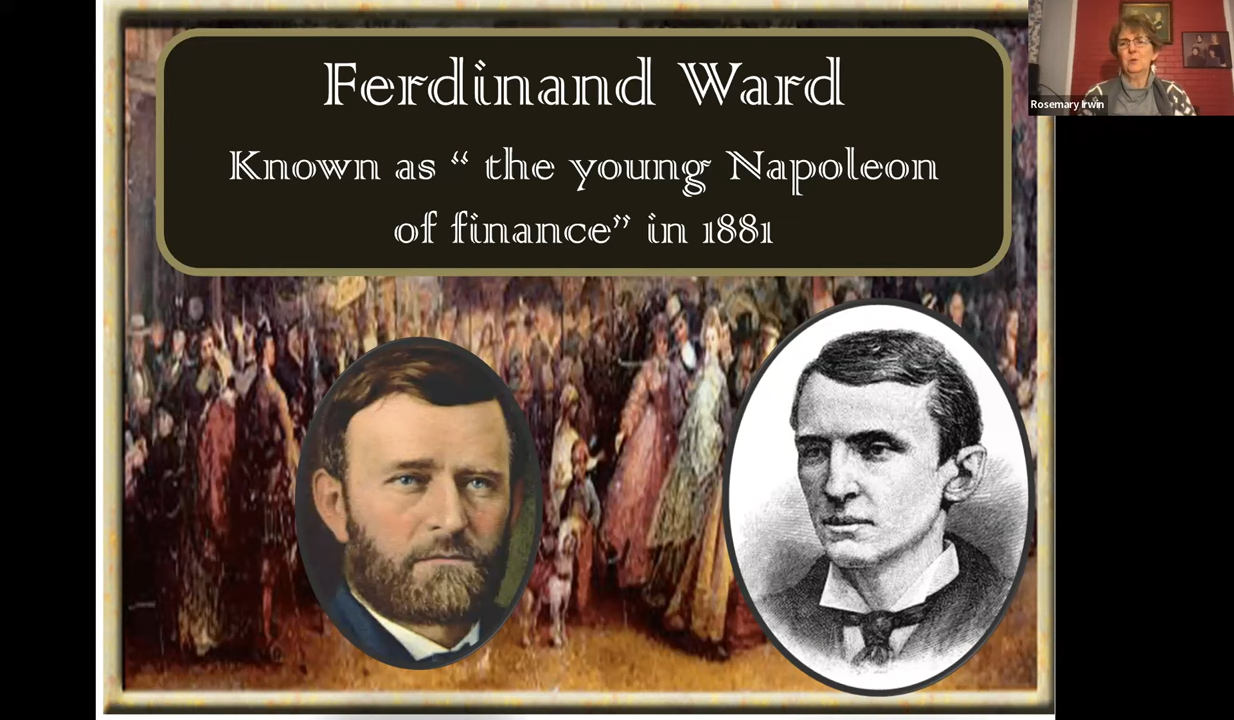 Ferdinand Ward
Known as “ the young Napoleon
of finance” in 1881
Rosemary Irwin